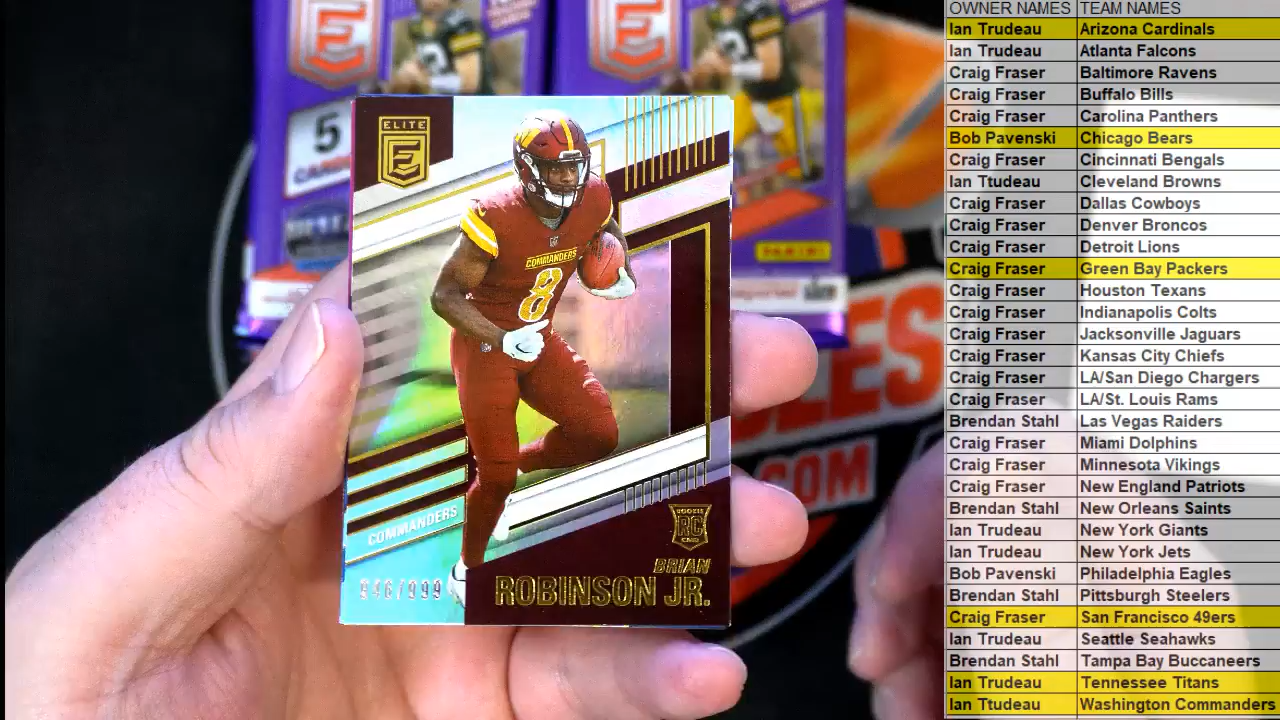 OWNER NAMES TEAM NAMES
Ian Trudeau Arizona Cardinals
Ian Trudeau Atlanta Falcons
Craig Fraser Baltimore Ravens
Craig Fraser Buffalo Bills
Craig Fraser Carolina Panthers
Bob Pavenski Chicago Bears
Craig Fraser Cincinnati Bengals
Ian Ttudeau Cleveland Browns
Craig Fraser Dallas Cowboys
Craig Fraser Denver Broncos
Craig Fraser Detroit Lions
Craig Fraser Green Bay Packers
Craig Fraser Houston Texans
Craig Fraser Indianapolis Colts
Craig Fraser Jacksonville Jaguars
Craig Fraser Kansas City Chiefs
Craig Fraser LA/San Diego Chargers
Craig Fraser LA/St. Louis Rams
Brendan Stahl Las Vegas Raiders
Craig Fraser Miami Dolphins
Craig Fraser Minnesota Vikings
Craig Fraser New England Patriots
Brendan Stahl New Orleans Saints
Ian Trudeau New York Giants
Ian Trudeau New York Jets
Bob Pavenski Philadelphia Eagles
Brendan Stahl Pittsburgh Steelers
Craig Fraser San Francisco 49ers
Ian Trudeau Seattle Seahawks
Brendan Stahl Tampa Bay Buccaneers
Ian Trudeau Tennessee Titans
Ian Ttudeau Washington Commanders
ELITE
E
COMMANDERS
8
COMMANDERS
ROOKIE
RC
CARD
BRIAN
ROBINSON JR.
5
PANINI
.COM